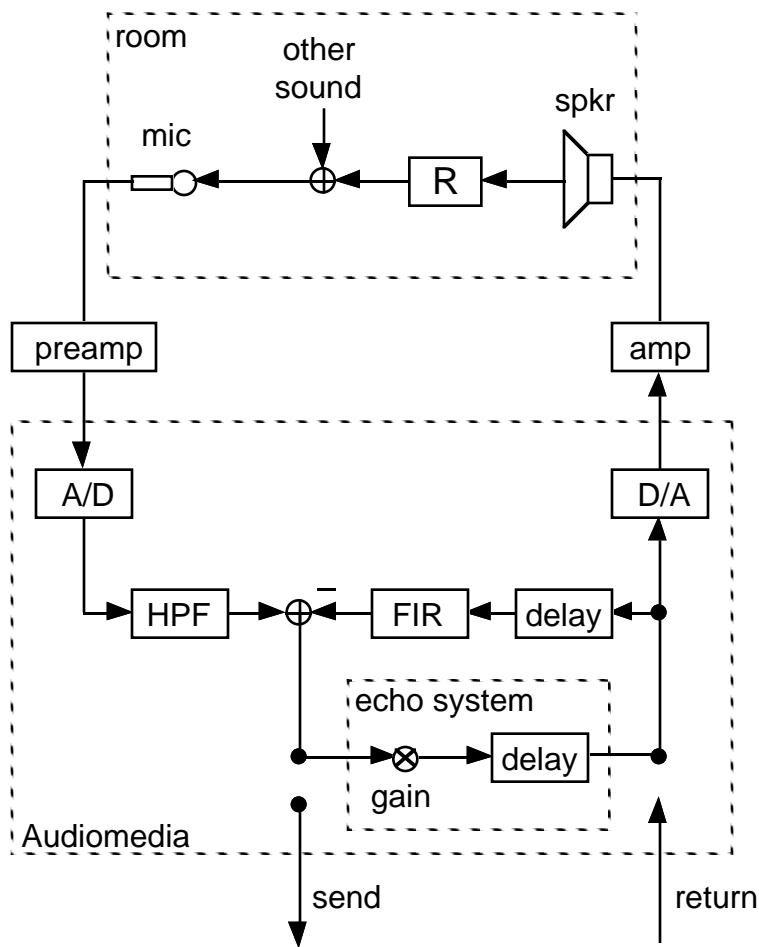 room
other
sound
spkr
mic
R
preamp
amp
A/D
D/A
HPF
–
FIR
delay
echo system
delay
gain
Audiomedia
send
return